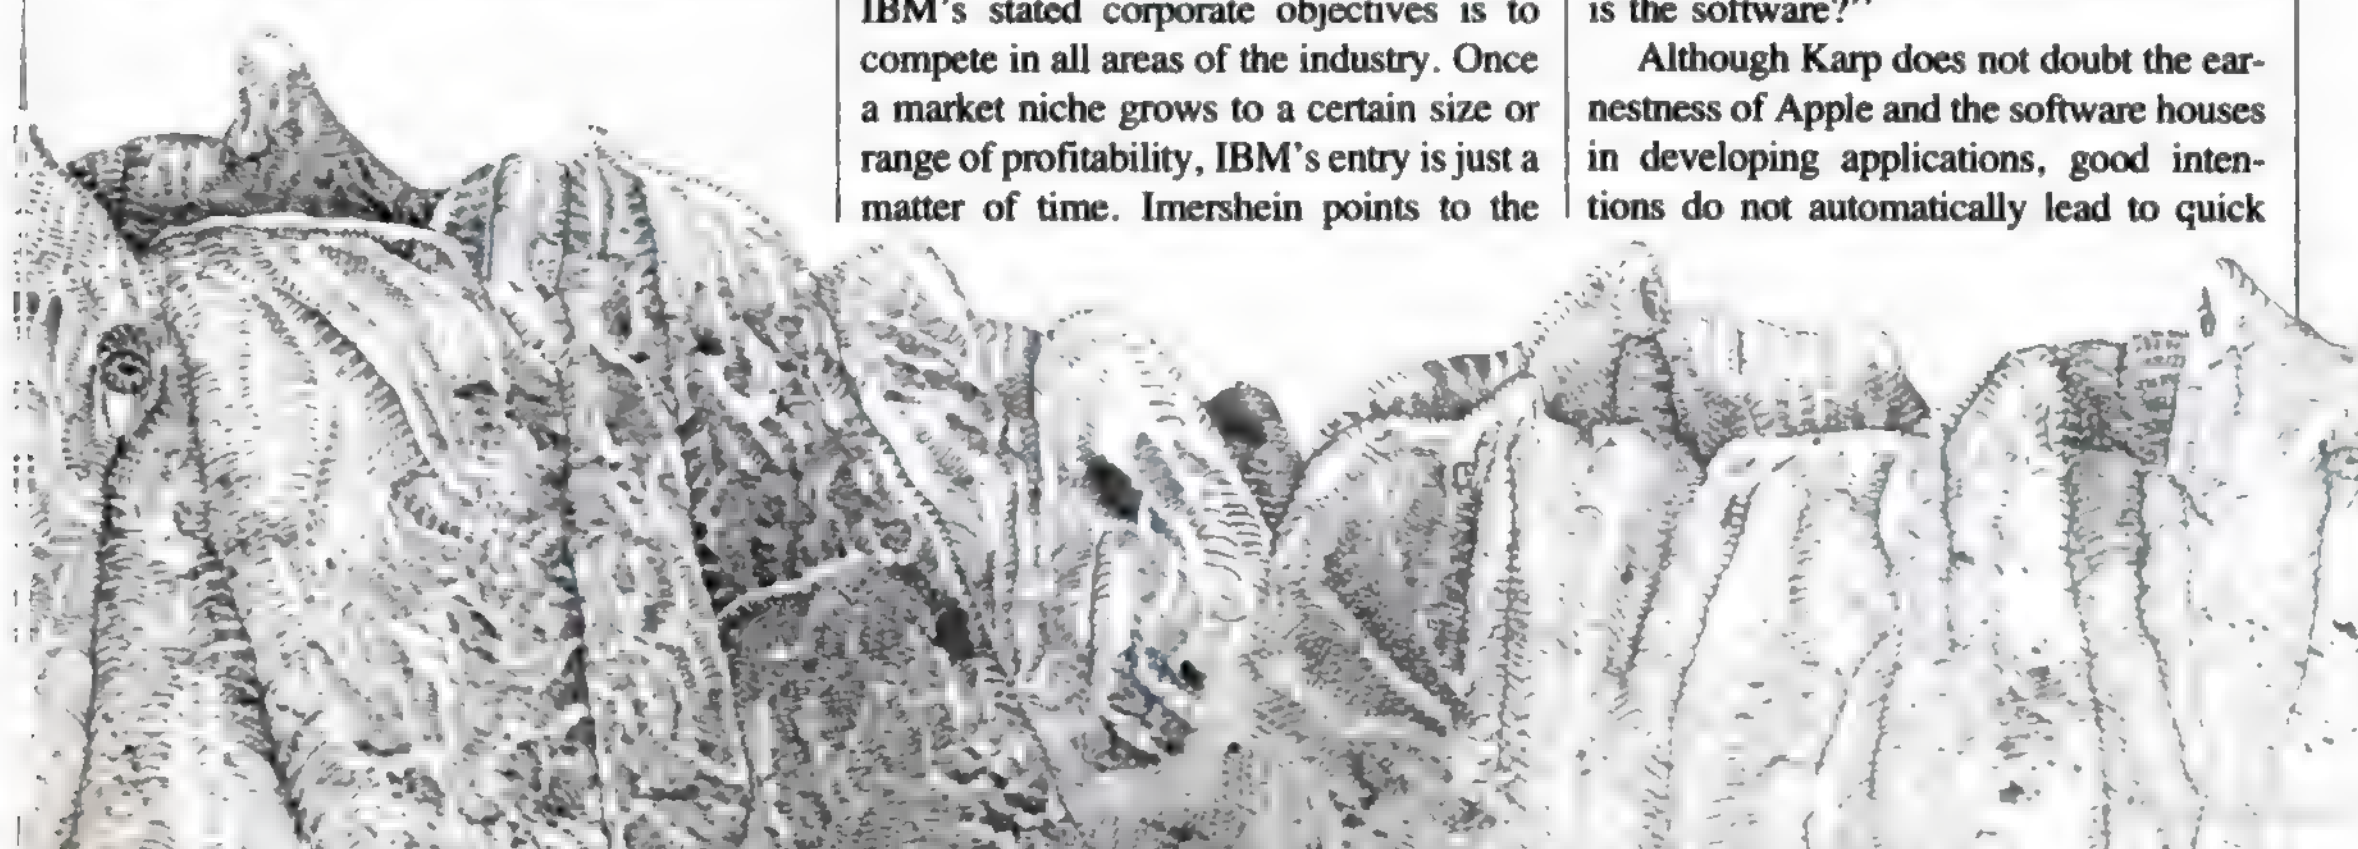 IBM's stated corporate objectives is to
compete in all areas of the industry. Once
a market niche grows to a certain size or
range of profitability, IBM's entry is just a
matter of time. Imershein points to the
is the software?"
Although Karp does not doubt the ear-
nestness of Apple and the software houses
in developing applications, good inten-
tions do not automatically lead to quick